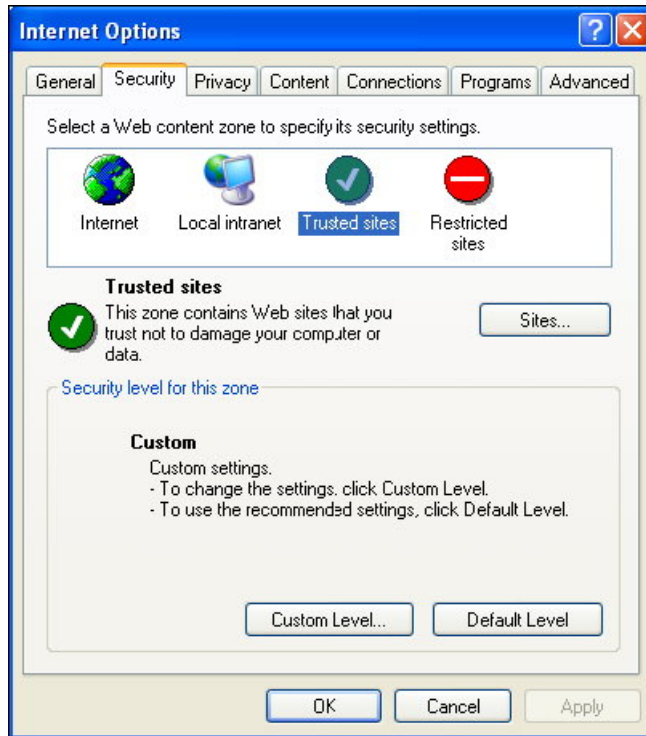 Internet Options
General Security Privacy Content Connections Programs Advanced
Select a Web content zone to specify its security settings.
Internet Local intranet Trusted sites Restricted
sites
Trusted sites
This zone contains Web sites that you
trust not to damage your computer or
data.
Sites...
Security level for this zone
Custom
Custom settings.
- To change the settings, click Custom Level.
- To use the recommended settings, click Default Level.
Custom Level... Default Level
OK Cancel Apply